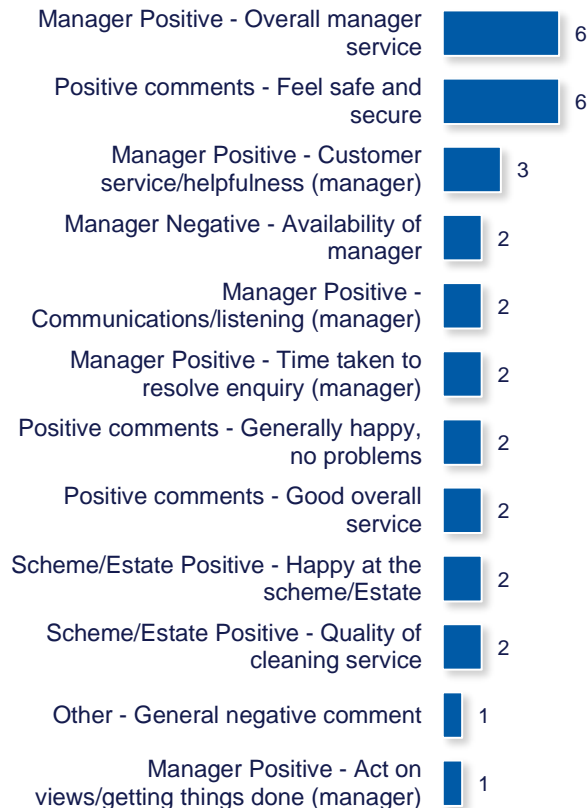 Manager Positive - Overall manager
service
6
Positive comments - Feel safe and
secure
6
Manager Positive - Customer
service/helpfulness (manager)
3
Manager Negative - Availability of
manager
2
Manager Positive -
Communications/listening (manager)
2
Manager Positive - Time taken to
resolve enquiry (manager)
2
Positive comments - Generally happy,
no problems
2
Positive comments - Good overall
service
2
Scheme/Estate Positive - Happy at the
scheme/Estate
2
Scheme/Estate Positive - Quality of
cleaning service
2
Other - General negative comment
1
Manager Positive - Act on
views/getting things done (manager)
1